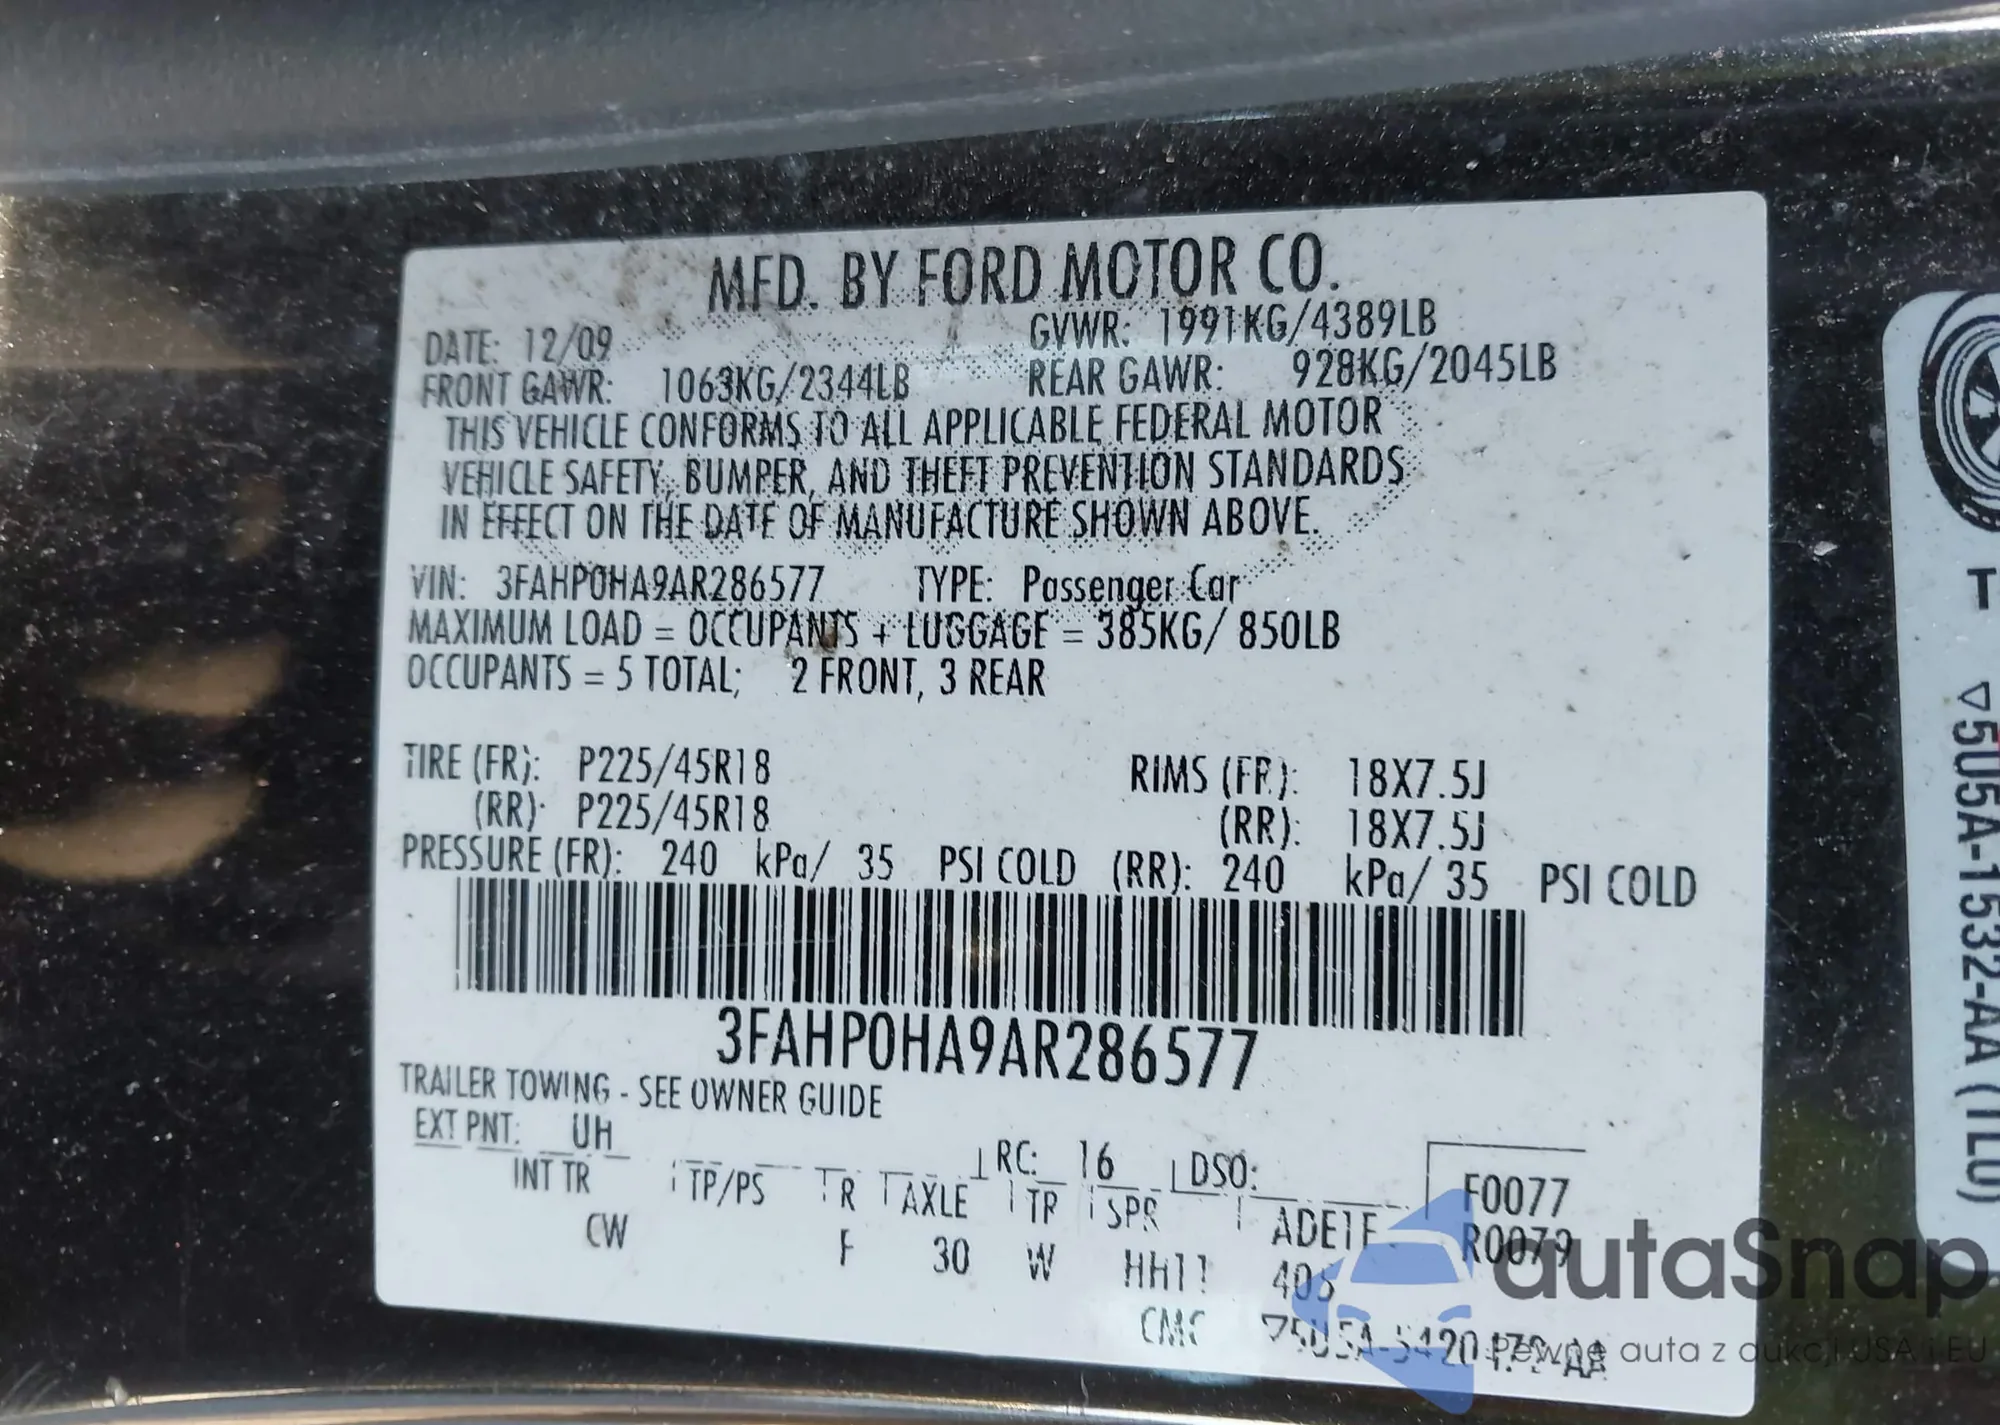 MFD. BY FORD MOTOR CO.
DATE: 12/09 GVWR: 1991KG/4389LB
FRONT GAWR: 1063KG/2344LB REAR GAWR: 928KG/2045LB
THIS VEHICLE CONFORMS TO ALL APPLICABLE FEDERAL MOTOR
VEHICLE SAFETY, BUMPER, AND THEFT PREVENTION STANDARDS
IN EFFECT ON THE DATE OF MANUFACTURE SHOWN ABOVE.
VIN: 3FAHP0HA9AR286577 TYPE: Passenger Car
MAXIMUM LOAD = OCCUPANTS + LUGGAGE = 385KG/ 850LB
OCCUPANTS = 5 TOTAL; 2 FRONT, 3 REAR
TIRE (FR): P225/45R18 RIMS (FR): 18X7.5J
(RR): P225/45R18 (RR): 18X7.5J
PRESSURE (FR): 240 kPa/ 35 PSI COLD (RR): 240 kPa/ 35 PSI COLD
3FAHP0HA9AR286577
TRAILER TOWING - SEE OWNER GUIDE
EXT PNT: UH RC: 16 DSO: F0077
INT TR TP/PS R AXLE TR SPR R0079
CW F 30 W
autaSnap
Pewne auta z aukcji USA i EU
T
5U5A-1532-AA (TL0)